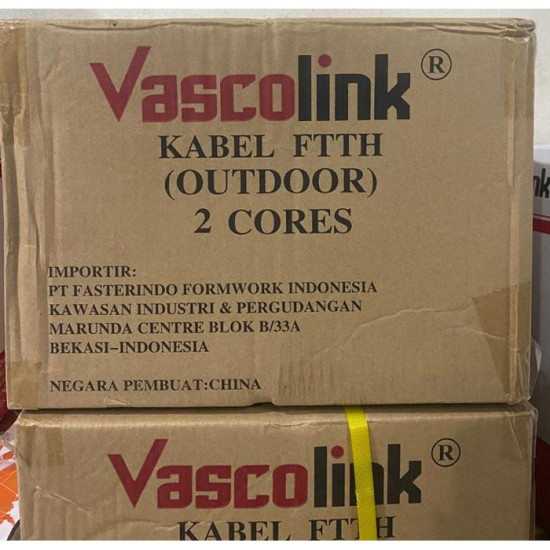 Vascolink®
KABEL FTTH
(OUTDOOR)
2 CORES
IMPORTIR:
PT FASTERINDO FORMWORK INDONESIA
KAWASAN INDUSTRI & PERGUDANGAN
MARUNDA CENTRE BLOK B/33A
BEKASI-INDONESIA
NEGARA PEMBUAT:CHINA
nk
Vascolink®
KABEL FTTH